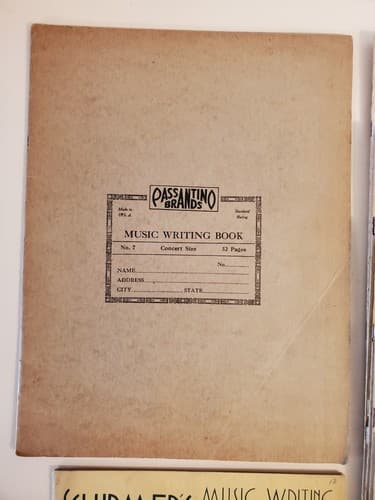 PASSANTINO
BRANDS
Made in
U.S.A.
Standard
Ruling
MUSIC WRITING BOOK
No. 7 Concert Size 32 Pages
No.
NAME
ADDRESS
CITY STATE
SCHIRMER'S MUSIC WRITING